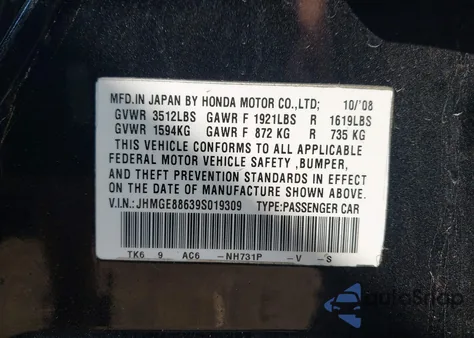 MFD.IN JAPAN BY HONDA MOTOR CO.,LTD; 10/'08
GVWR 3512LBS GAWR F 1921LBS R 1619LBS
GVWR 1594KG GAWR F 872 KG R 735 KG
THIS VEHICLE CONFORMS TO ALL APPLICABLE
FEDERAL MOTOR VEHICLE SAFETY ,BUMPER,
AND THEFT PREVENTION STANDARDS IN EFFECT
ON THE DATE OF MANUFACTURE SHOWN ABOVE.
V.I.N.:JHMGE88639S019309 TYPE:PASSENGER CAR
TK6 9 AC6 -NH731P -V -S
autoSnap